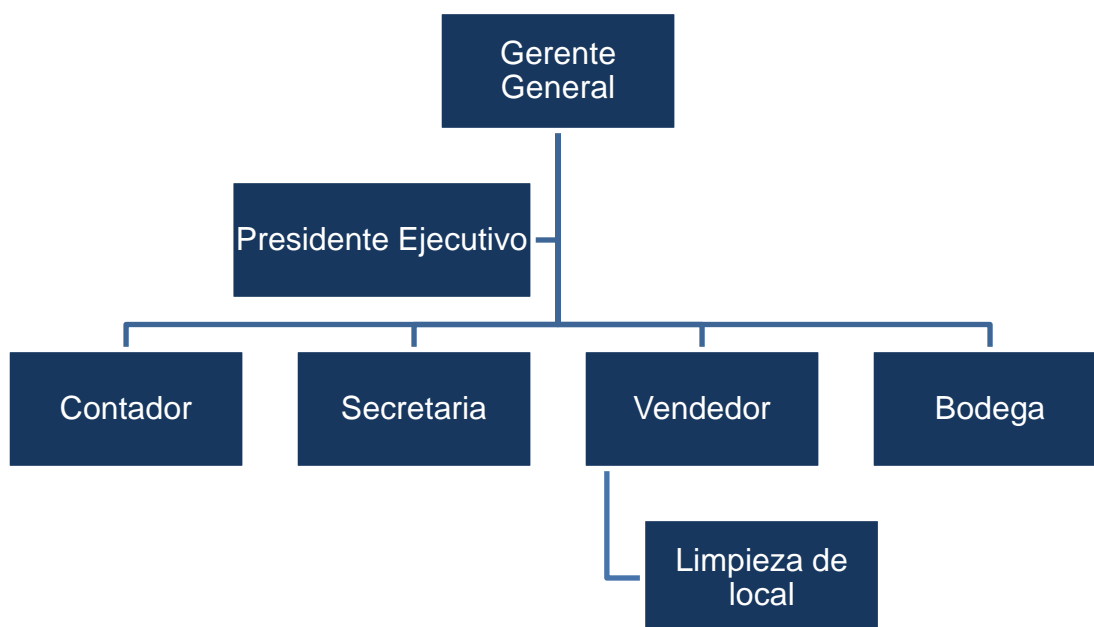 Gerente
General
Presidente Ejecutivo
Contador
Secretaria
Vendedor
Bodega
Limpieza de
local